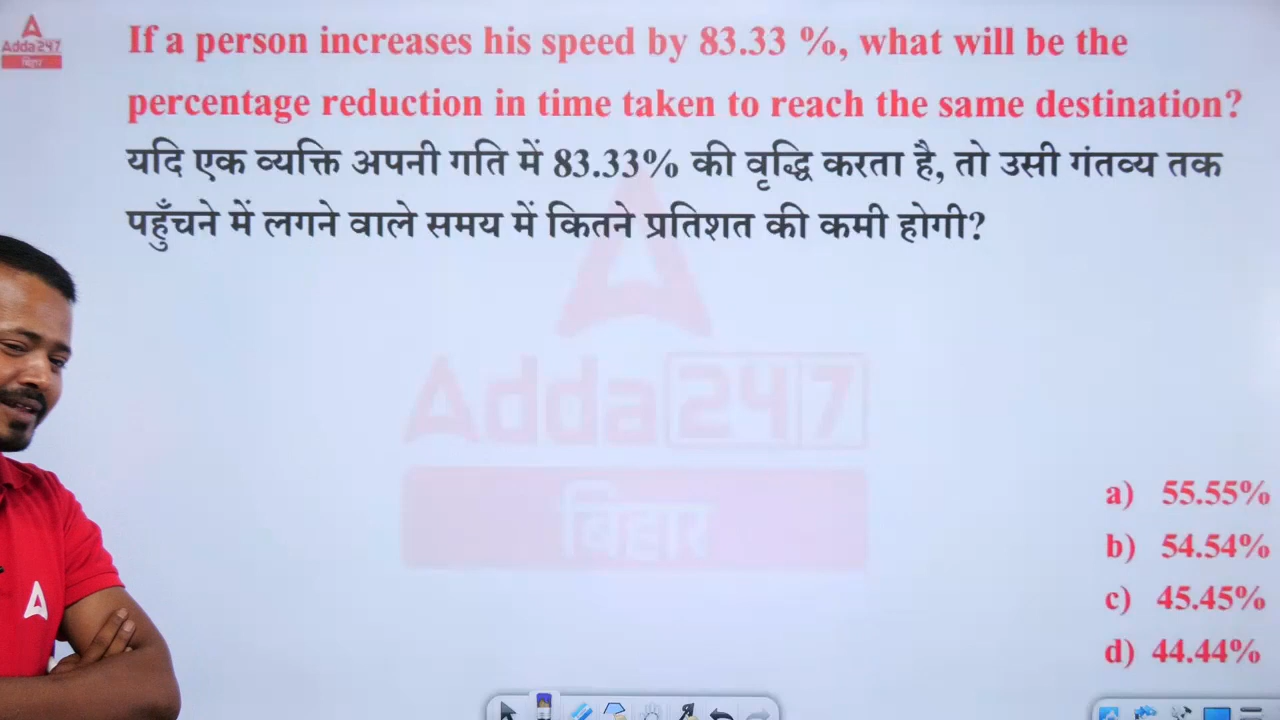 Adda247
बिहार
If a person increases his speed by 83.33 %, what will be the
percentage reduction in time taken to reach the same destination?
यदि एक व्यक्ति अपनी गति में 83.33% की वृद्धि करता है, तो उसी गंतव्य तक
पहुँचने में लगने वाले समय में कितने प्रतिशत की कमी होगी?
Adda247
बिहार
a) 55.55%
b) 54.54%
c) 45.45%
d) 44.44%